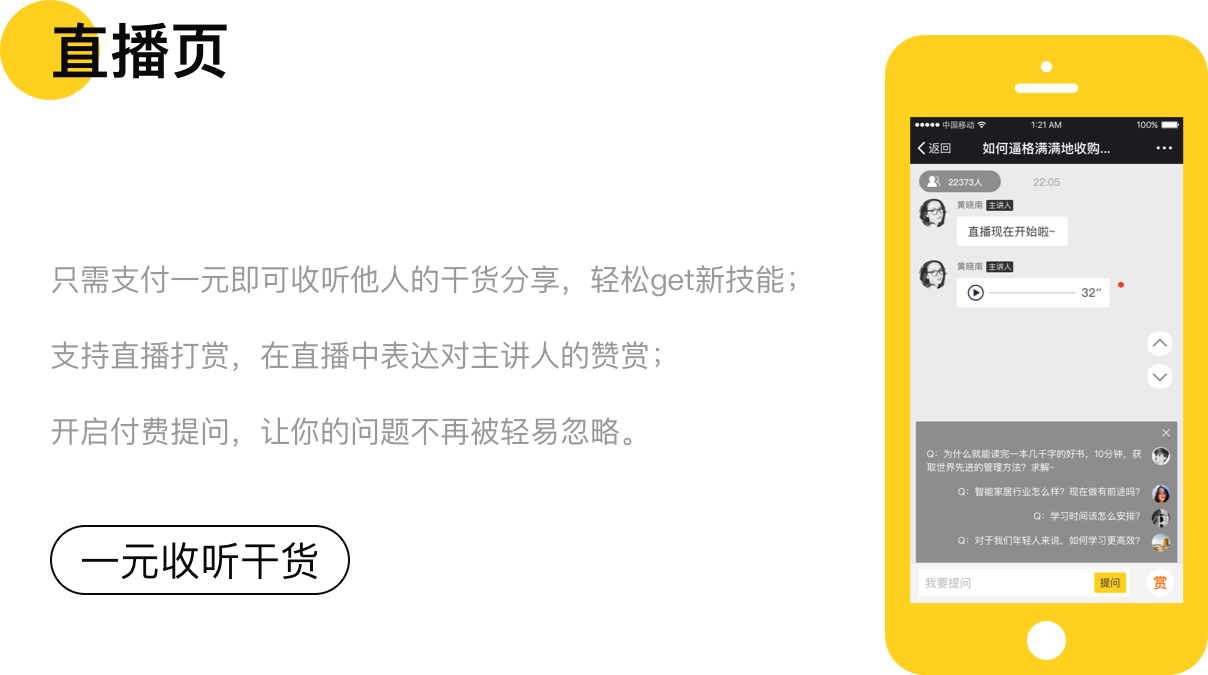 直播页
只需支付一元即可收听他人的干货分享，轻松get新技能；
支持直播打赏，在直播中表达对主讲人的赞赏；
开启付费提问，让你的问题不再被轻易忽略。
一元收听干货
中国移动 1:21 AM 100%
返回 如何逼格满满地收购...
22373人 22:05
黄晓南 主讲人
直播现在开始啦~
黄晓南 主讲人
32’’
Q：为什么就能读完一本几千字的好书，10分钟，获
取世界先进的管理方法？求解~
Q：智能家居行业怎么样？现在做有前途吗?
Q：学习时间该怎么安排?
Q：对于我们年轻人来说，如何学习更高效?
我要提问 提问 赏